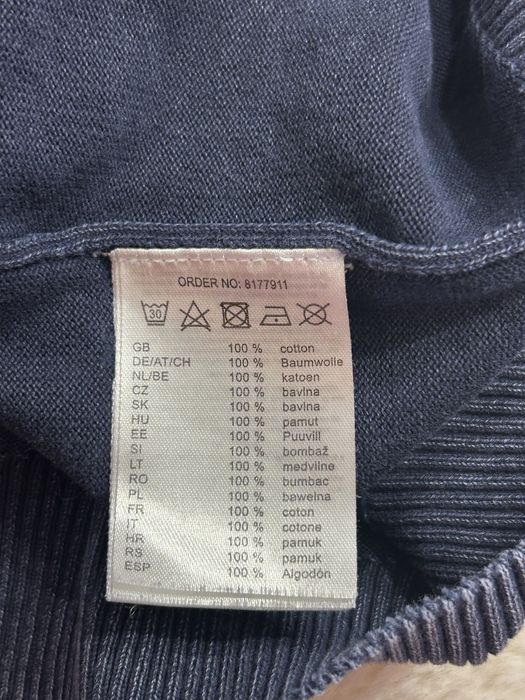 ORDER NO: 8177911
30
GB 100 % cotton
DE/AT/CH 100 % Baumwolle
NL/BE 100 % katoen
CZ 100 % bavlna
SK 100 % bavlna
HU 100 % pamut
EE 100 % Puuvill
SI 100 % bombaž
LT 100 % medvilne
RO 100 % bumbac
PL 100 % bawelna
FR 100 % coton
IT 100 % cotone
HR 100 % pamuk
RS 100 % pamuk
ESP 100 % Algodón